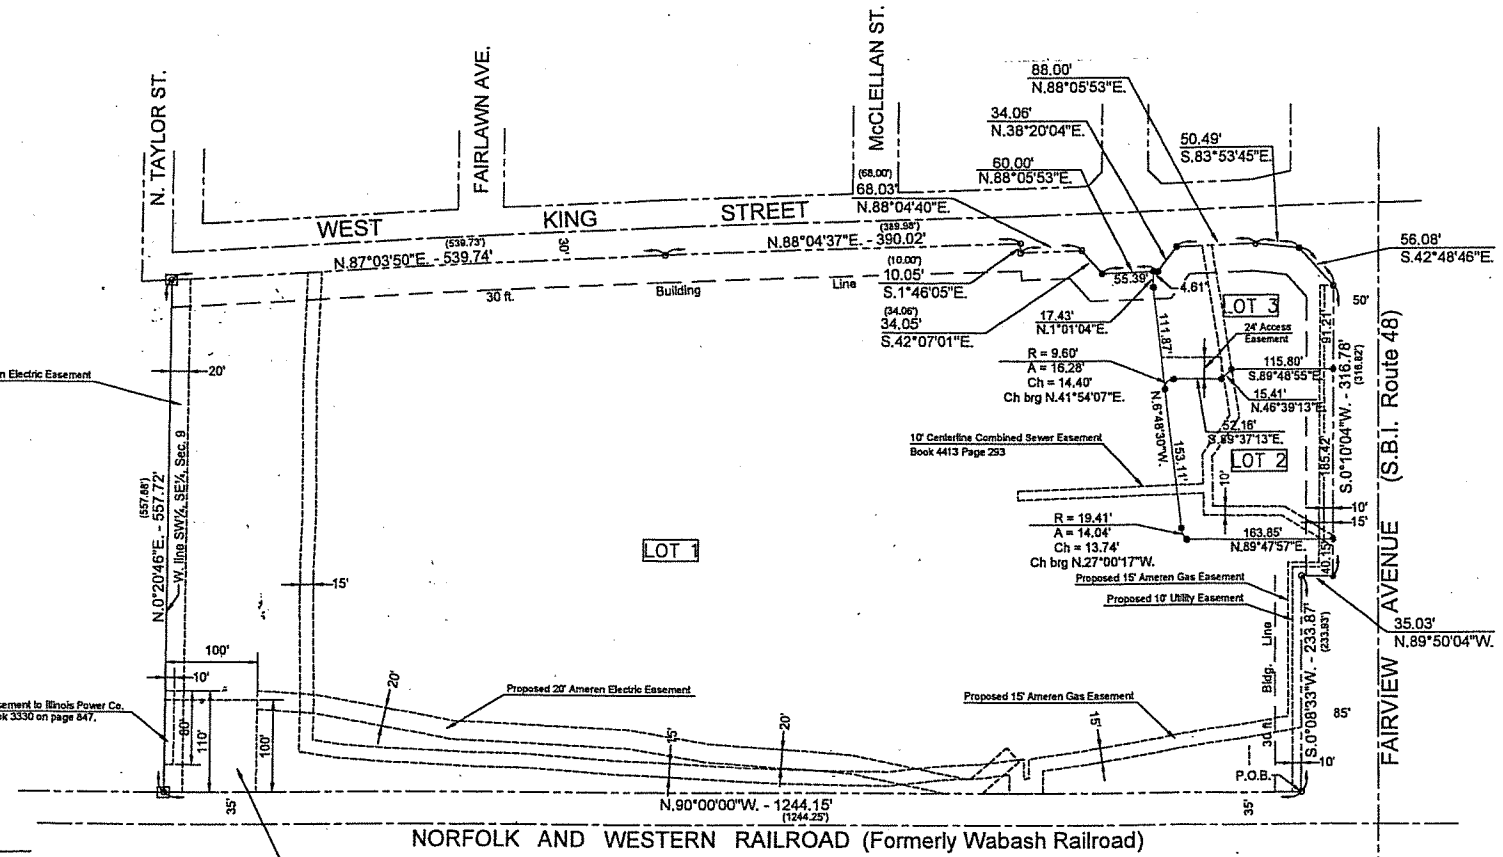 N. TAYLOR ST.
FAIRLAWN AVE.
McCLELLAN ST.
88.00'
N.88°05'53"E.
34.06'
N.38°20'04"E.
60.00'
N.88°05'53"E.
50.49'
S.83°53'45"E.
(68.00')
68.03'
N.88°04'40"E.
WEST KING STREET
(539.73')
N.87°03'50"E. - 539.74'
30'
(389.98')
N.88°04'37"E. - 390.02'
56.08'
S.42°48'46"E.
(10.00')
10.05'
S.1°46'05"E.
30 ft. Building Line
55.39'
4.61'
50'
(34.06')
34.05'
S.42°07'01"E.
17.43'
N.1°01'04"E.
LOT 3
24' Access
Easement
R = 9.60'
A = 16.28'
Ch = 14.40'
Ch brg N.41°54'07"E.
111.87'
91.21'
115.80'
S.89°48'55"E.
15.41'
N.46°39'13"E.
S.0°10'04"W. - 316.78'
(316.82')
n Electric Easement
20'
N.6°48'30"W.
52.16'
S.89°37'13"E.
10' Centerline Combined Sewer Easement
Book 4413 Page 293
153.11'
LOT 2
185.42'
10'
10'
15'
W. line SW¼, SE¼, Sec. 9
(557.88')
N.0°20'46"E. - 557.72'
LOT 1
R = 19.41'
A = 14.04'
Ch = 13.74'
Ch brg N.27°00'17"W.
163.85'
N.89°47'57"E.
40.15'
Proposed 15' Ameren Gas Easement
Proposed 10' Utility Easement
15'
35.03'
N.89°50'04"W.
FAIRVIEW AVENUE (S.B.I. Route 48)
100'
10'
20'
Proposed 20' Ameren Electric Easement
Proposed 15' Ameren Gas Easement
30 ft. Bldg. Line
S.0°08'33"W. - 233.87'
(233.93')
85'
sement to Illinois Power Co.
ok 3330 on page 847.
80'
110'
100'
15'
20'
15'
10'
P.O.B.
35'
N.90°00'00"W. - 1244.15'
(1244.25')
35'
NORFOLK AND WESTERN RAILROAD (Formerly Wabash Railroad)